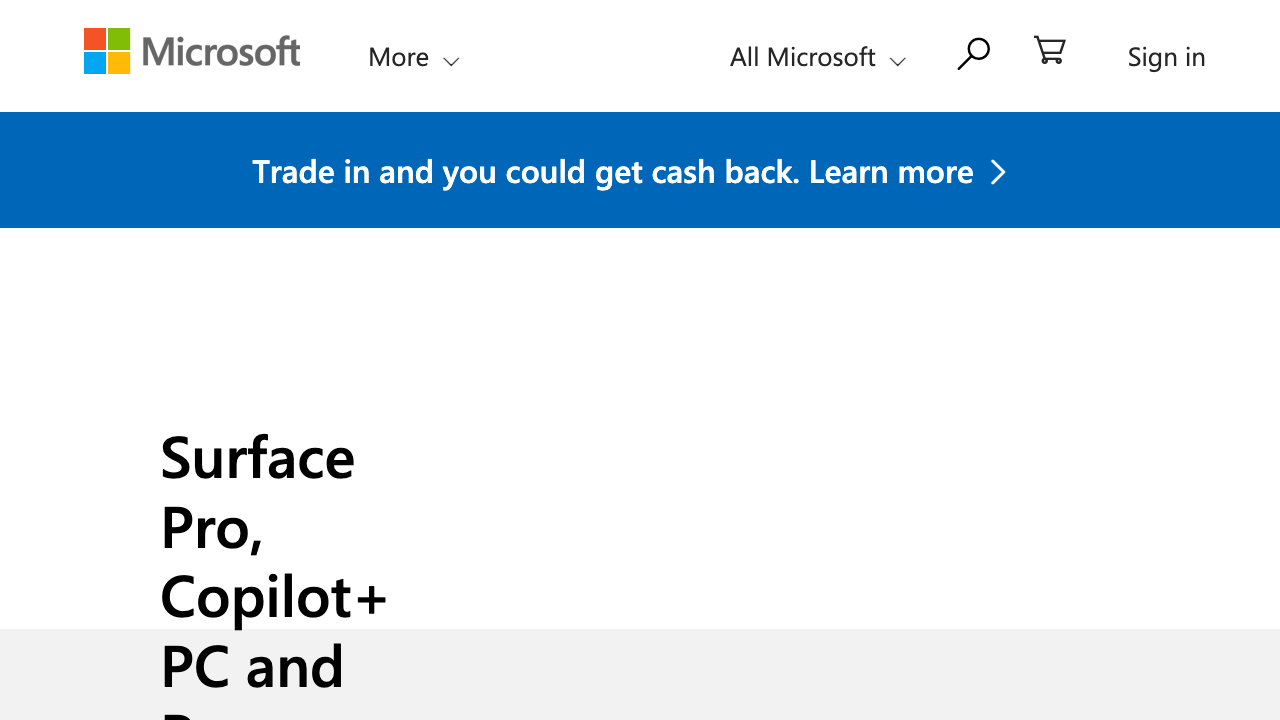 Microsoft
More
All Microsoft
Sign in
Trade in and you could get cash back. Learn more
Surface
Pro,
Copilot+
PC and